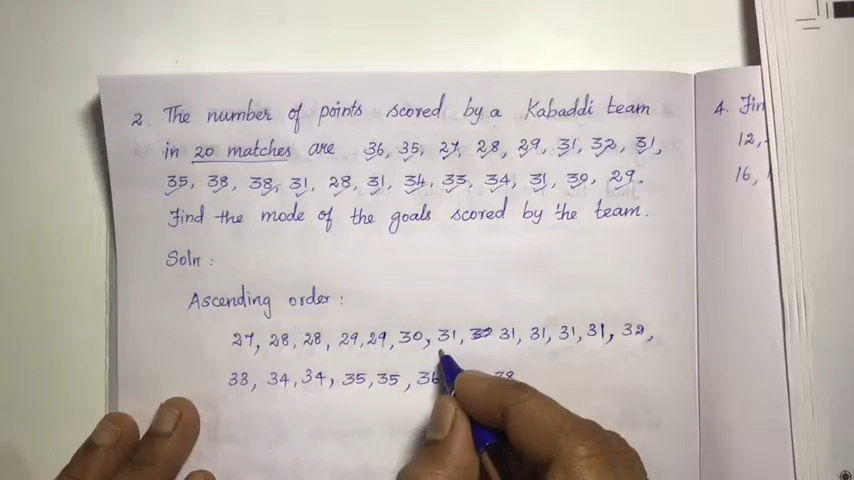 2. The number of points scored by a Kabaddi team
in 20 matches are 36, 35, 27, 28, 29, 31, 32, 31,
35, 38, 38, 31, 28, 31, 34, 33, 34, 31, 30, 29.
Find the mode of the goals scored by the team.
Soln :
Ascending order :
27, 28, 28, 29, 29, 30, 31, 31, 31, 31, 31, 32,
33, 34, 34, 35, 35, 36 38
4. Fin
12,
16,